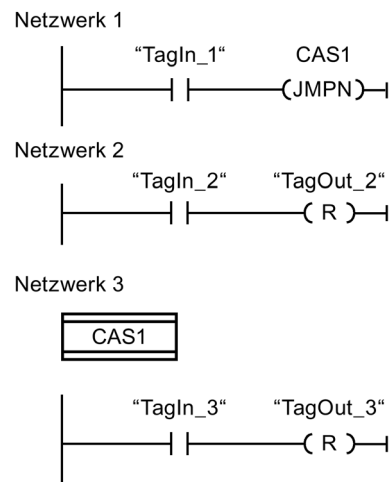 Netzwerk 1
“TagIn_1“ CAS1
JMPN
Netzwerk 2
“TagIn_2“ “TagOut_2“
R
Netzwerk 3
CAS1
“TagIn_3“ “TagOut_3“
R